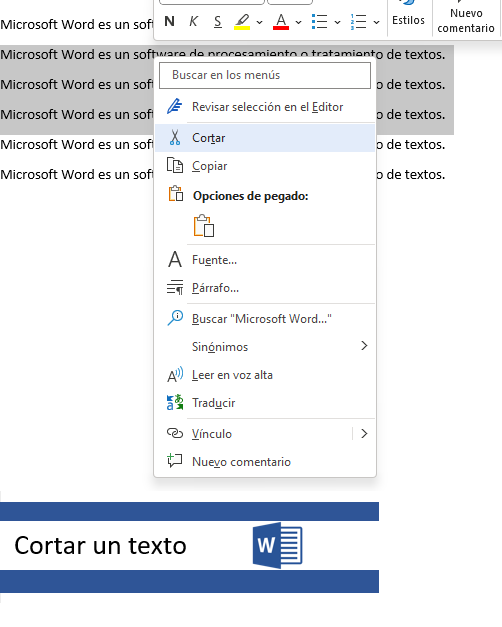 N K S A
Estilos
Nuevo
comentario
Microsoft Word es un soft
Microsoft Word es un software de procesamiento o tratamiento de textos.
Microsoft Word es un soft o de textos.
Microsoft Word es un soft o de textos.
Microsoft Word es un soft o de textos.
Microsoft Word es un soft o de textos.
Buscar en los menús
Revisar selección en el Editor
Cortar
Copiar
Opciones de pegado:
Fuente...
Párrafo...
Buscar "Microsoft Word..."
Sinónimos
Leer en voz alta
Traducir
Vínculo
Nuevo comentario
Cortar un texto
W